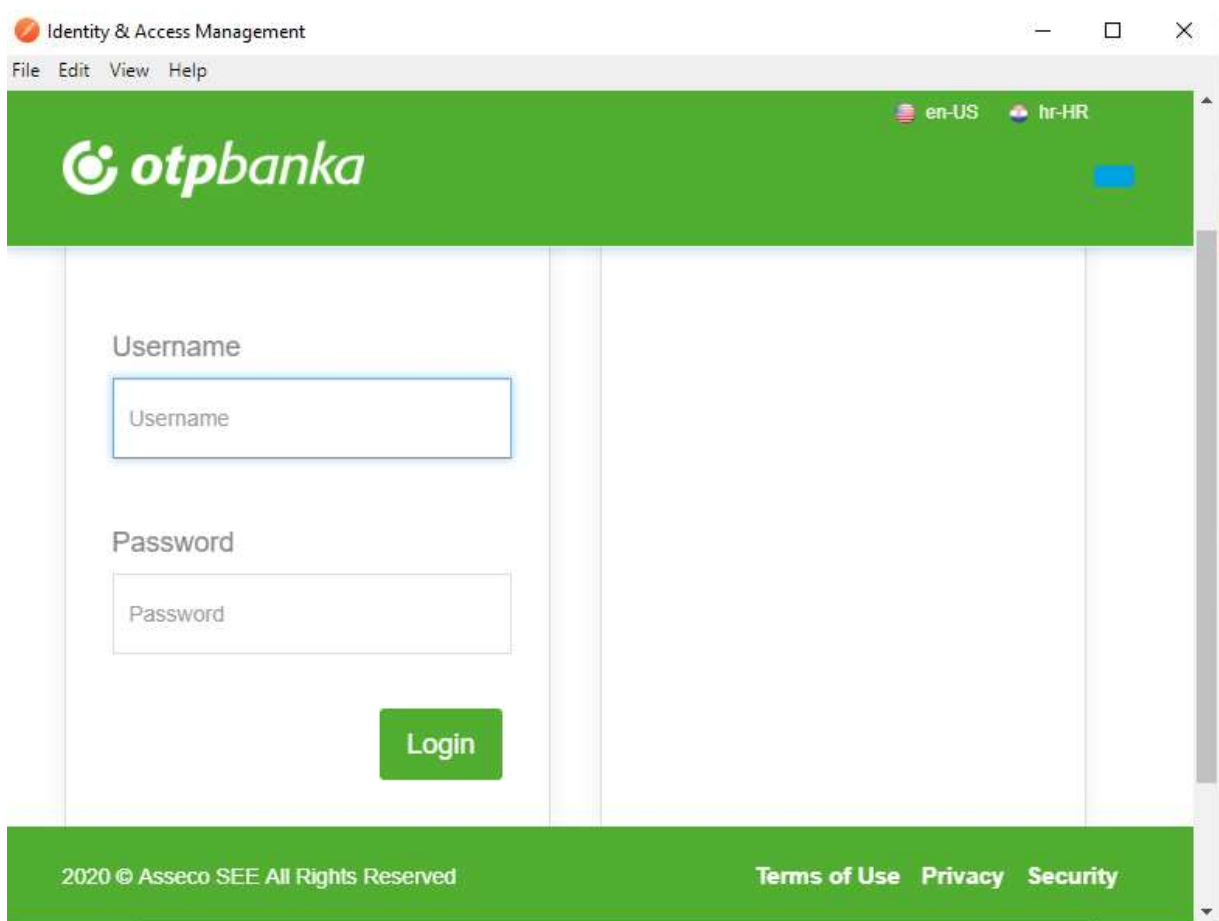 Identity & Access Management
File Edit View Help
en-US hr-HR
otpbanka
Username
Username
Password
Password
Login
2020 © Asseco SEE All Rights Reserved
Terms of Use Privacy Security